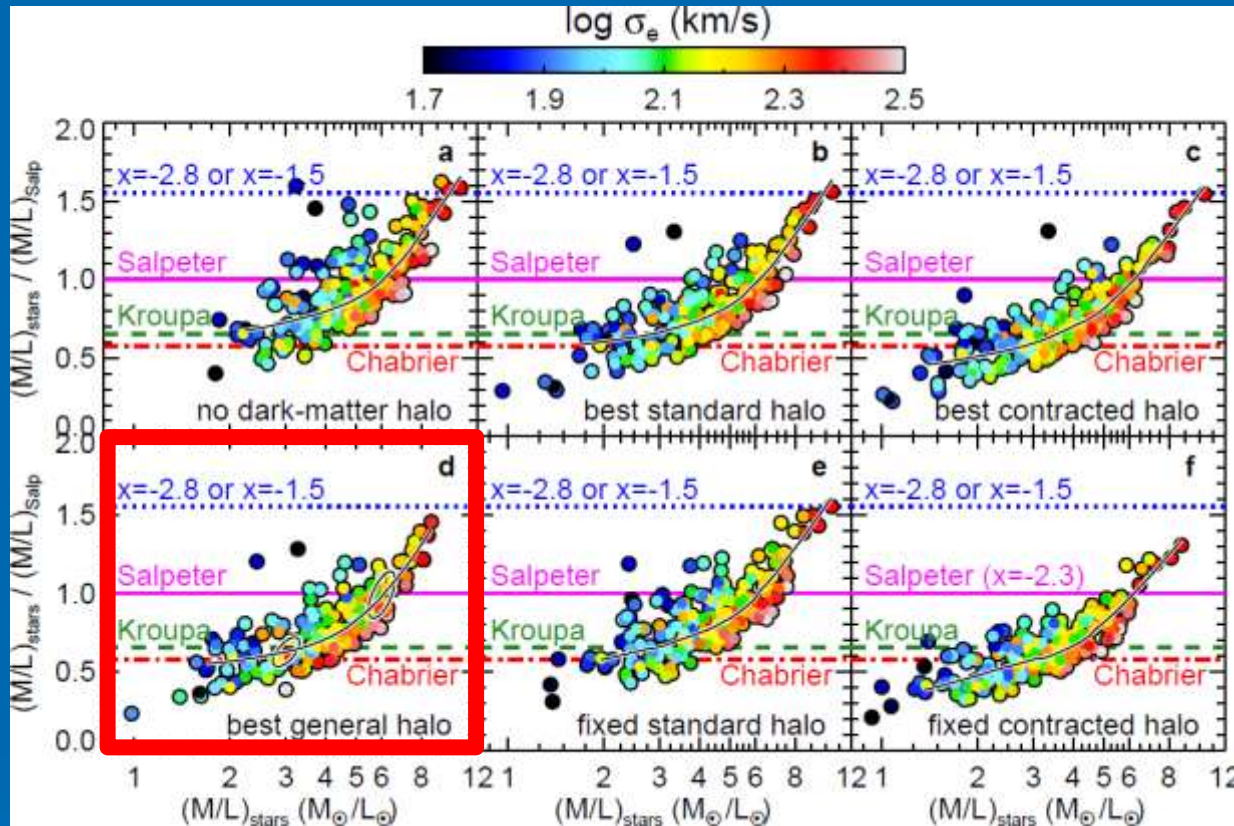 log σe (km/s)
1.7 1.9 2.1 2.3 2.5
(M/L)stars / (M/L)Salp
2.0
1.5
1.0
0.5
0.0
a
x=-2.8 or x=-1.5
Salpeter
Kroupa
Chabrier
no dark-matter halo
b
x=-2.8 or x=-1.5
Salpeter
Kroupa
Chabrier
best standard halo
c
x=-2.8 or x=-1.5
Salpeter
Kroupa
Chabrier
best contracted halo
(M/L)stars / (M/L)Salp
2.0
1.5
1.0
0.5
0.0
d
x=-2.8 or x=-1.5
Salpeter
Kroupa
Chabrier
best general halo
e
x=-2.8 or x=-1.5
Salpeter
Kroupa
Chabrier
fixed standard halo
f
x=-2.8 or x=-1.5
Salpeter (x=-2.3)
Kroupa
Chabrier
fixed contracted halo
1 2 3 4 5 6 8 12 1 2 3 4 5 6 8 12 1 2 3 4 5 6 8 12
(M/L)stars (M⊙/L⊙) (M/L)stars (M⊙/L⊙) (M/L)stars (M⊙/L⊙)